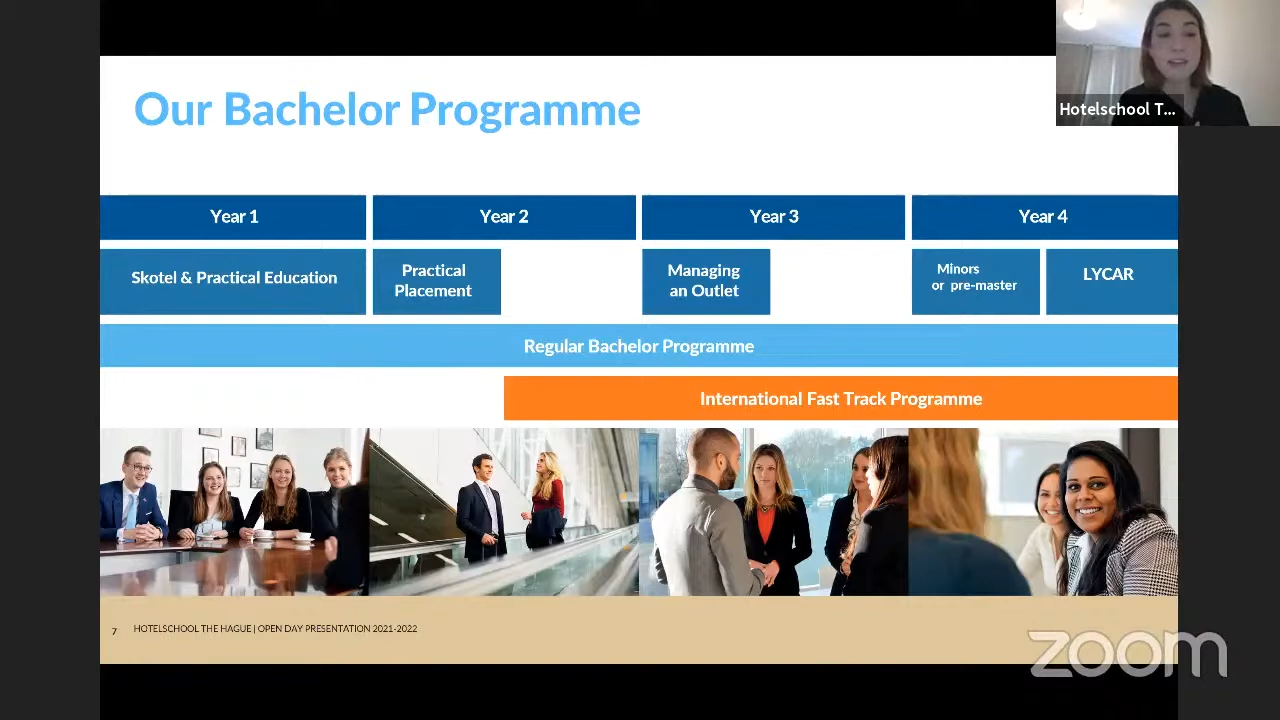 Our Bachelor Programme
Hotelschool T...
Year 1
Year 2
Year 3
Year 4
Skotel & Practical Education
Practical
Placement
Managing
an Outlet
Minors
or pre-master
LYCAR
Regular Bachelor Programme
International Fast Track Programme
7
HOTELSCHOOL THE HAGUE | OPEN DAY PRESENTATION 2021-2022
zoom